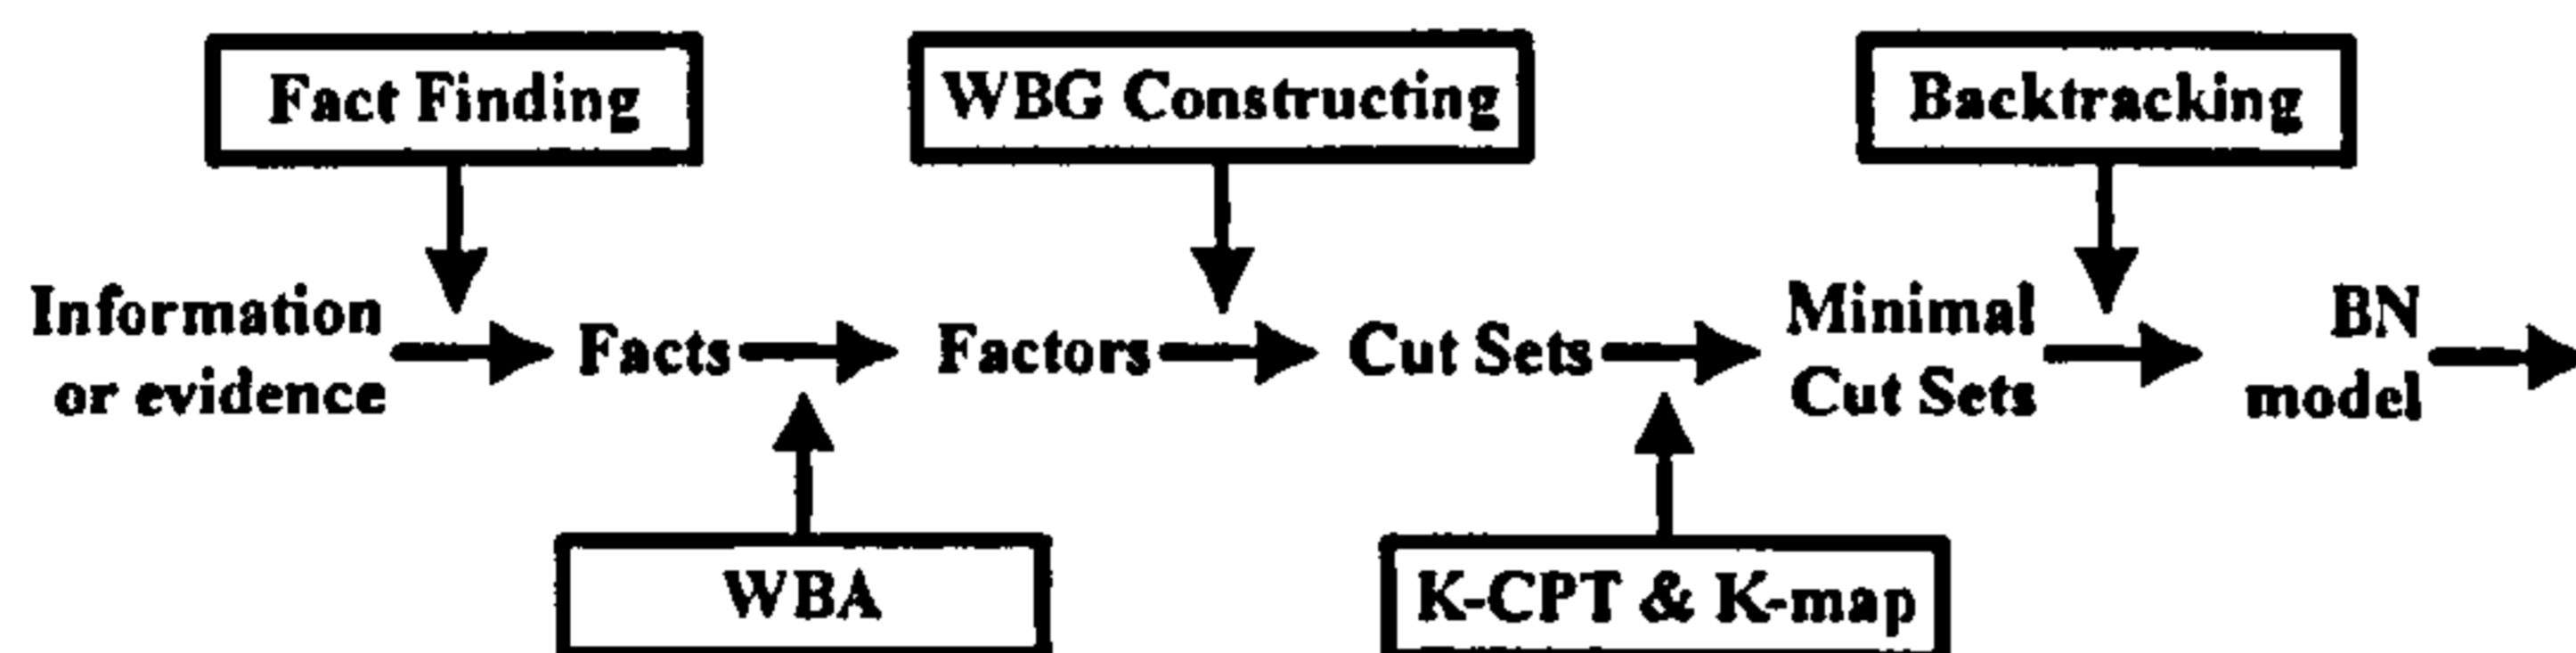 Fact Finding
WBG Constructing
Backtracking
Information
or evidence
Facts
Factors
Cut Sets
Minimal
Cut Sets
BN
model
WBA
K-CPT & K-map